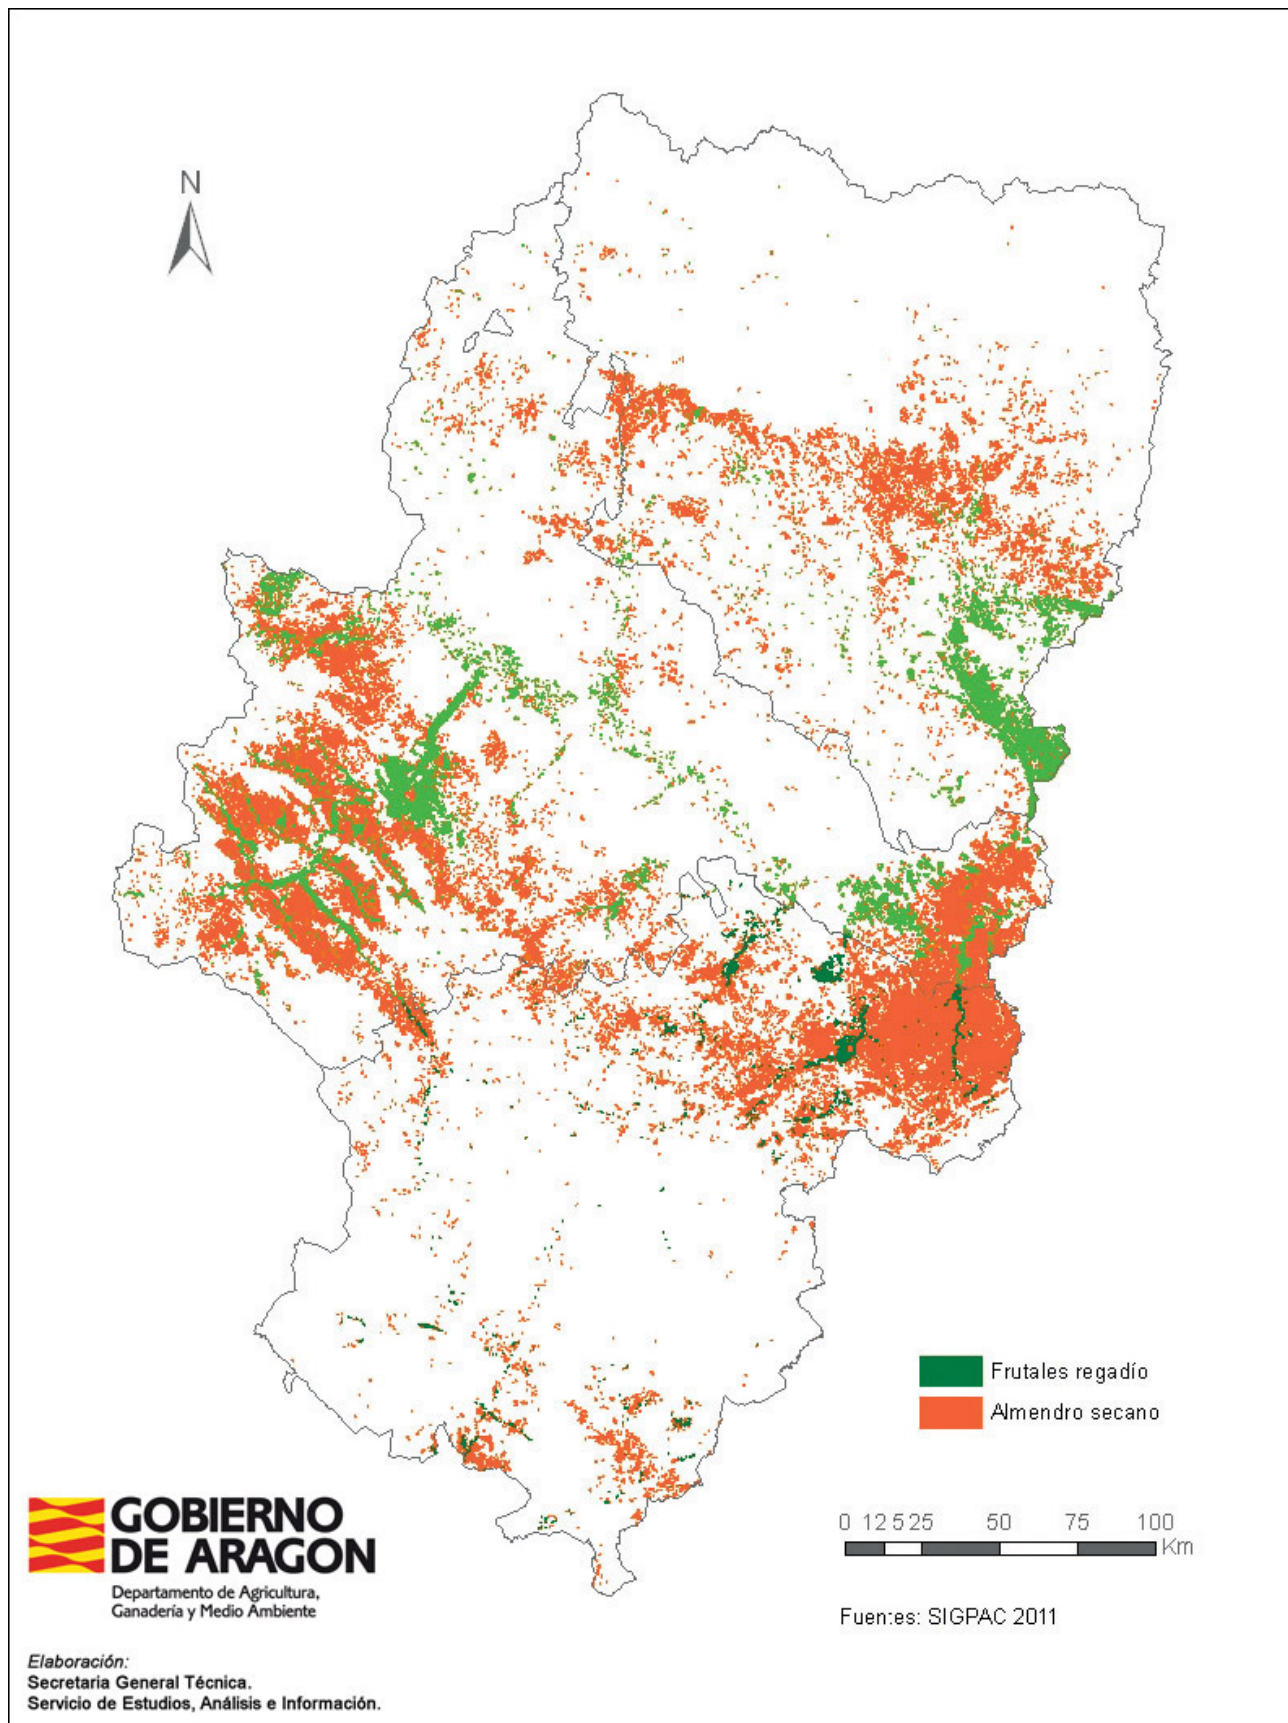 N
Frutales regadío
Almendro secano
0 12 5 25 50 75 100
Km
Fuentes: SIGPAC 2011
GOBIERNO
DE ARAGON
Departamento de Agricultura,
Ganadería y Medio Ambiente
Elaboración:
Secretaria General Técnica.
Servicio de Estudios, Análisis e Información.